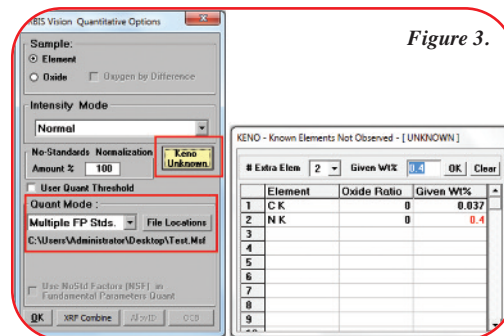 Figure 3.
IBIS Vision Quantitative Options
Sample:
Element
Oxide Oxygen by Difference
Intensity Mode
Normal
No-Standards Normalization
Amount % 100
Keno
Unknown
User Quant Threshold
Quant Mode :
Multiple FP Stds. File Locations
C:\Users\Administrator\Desktop\Test.Msf
Use NoStd Factors (NSF) in
Fundamental Parameters Quant
OK XRF Combine AlloyID OCB
KENO - Known Elements Not Observed - [ UNKNOWN ]
# Extra Elem 2 Given Wt% 0.4 OK Clear
Element Oxide Ratio Given Wt%
1 C K 0 0.037
2 N K 0 0.4
3
4
5
6
7
8
9